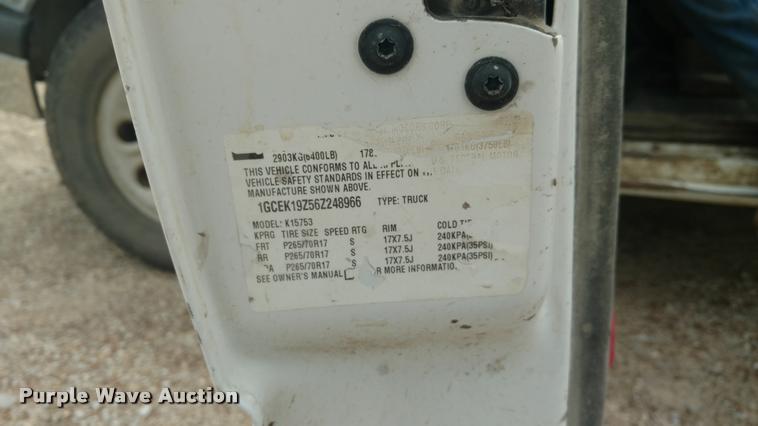 2903KG(6400LB) 178
THIS VEHICLE CONFORMS TO ALL
VEHICLE SAFETY STANDARDS IN EFFECT ON
MANUFACTURE SHOWN ABOVE.
1GCEK19Z56Z248966 TYPE: TRUCK
MODEL: K15753
KPRG TIRE SIZE SPEED RTG RIM COLD
FRT P265/70R17 S 17X7.5J 240KPA(
RR P265/70R17 S 17X7.5J 240KPA(35PSI)
A P265/70R17 S 17X7.5J 240KPA(35PSI)
SEE OWNER'S MANUAL R MORE INFORMATIO
Purple Wave Auction